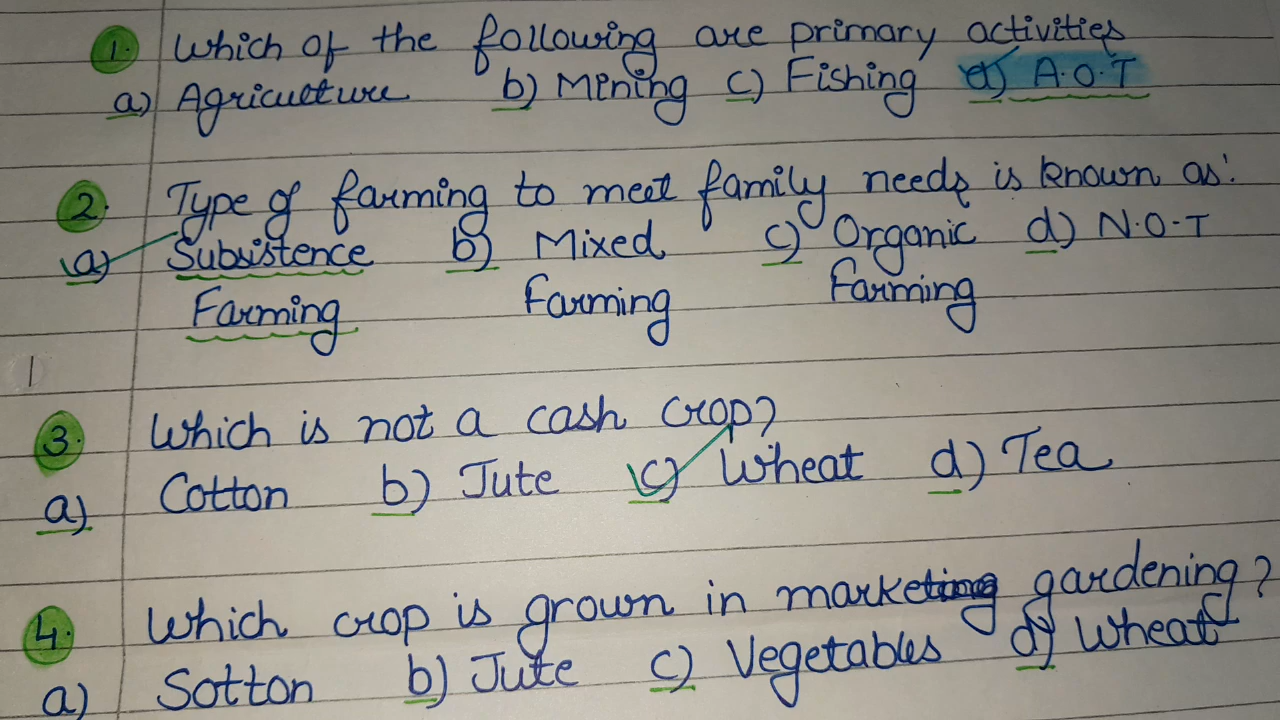 1. Which of the following are primary activities
a) Agriculture b) Mining c) Fishing d) A.O.T
2. Type of farming to meet family needs is known as:
a) Subsistence b) Mixed c) Organic d) N.O.T
Farming Farming Farming
3. Which is not a cash crop?
a) Cotton b) Jute c) Wheat d) Tea
4. Which crop is grown in marketing gardening?
a) Sotton b) Jute c) Vegetables d) Wheat